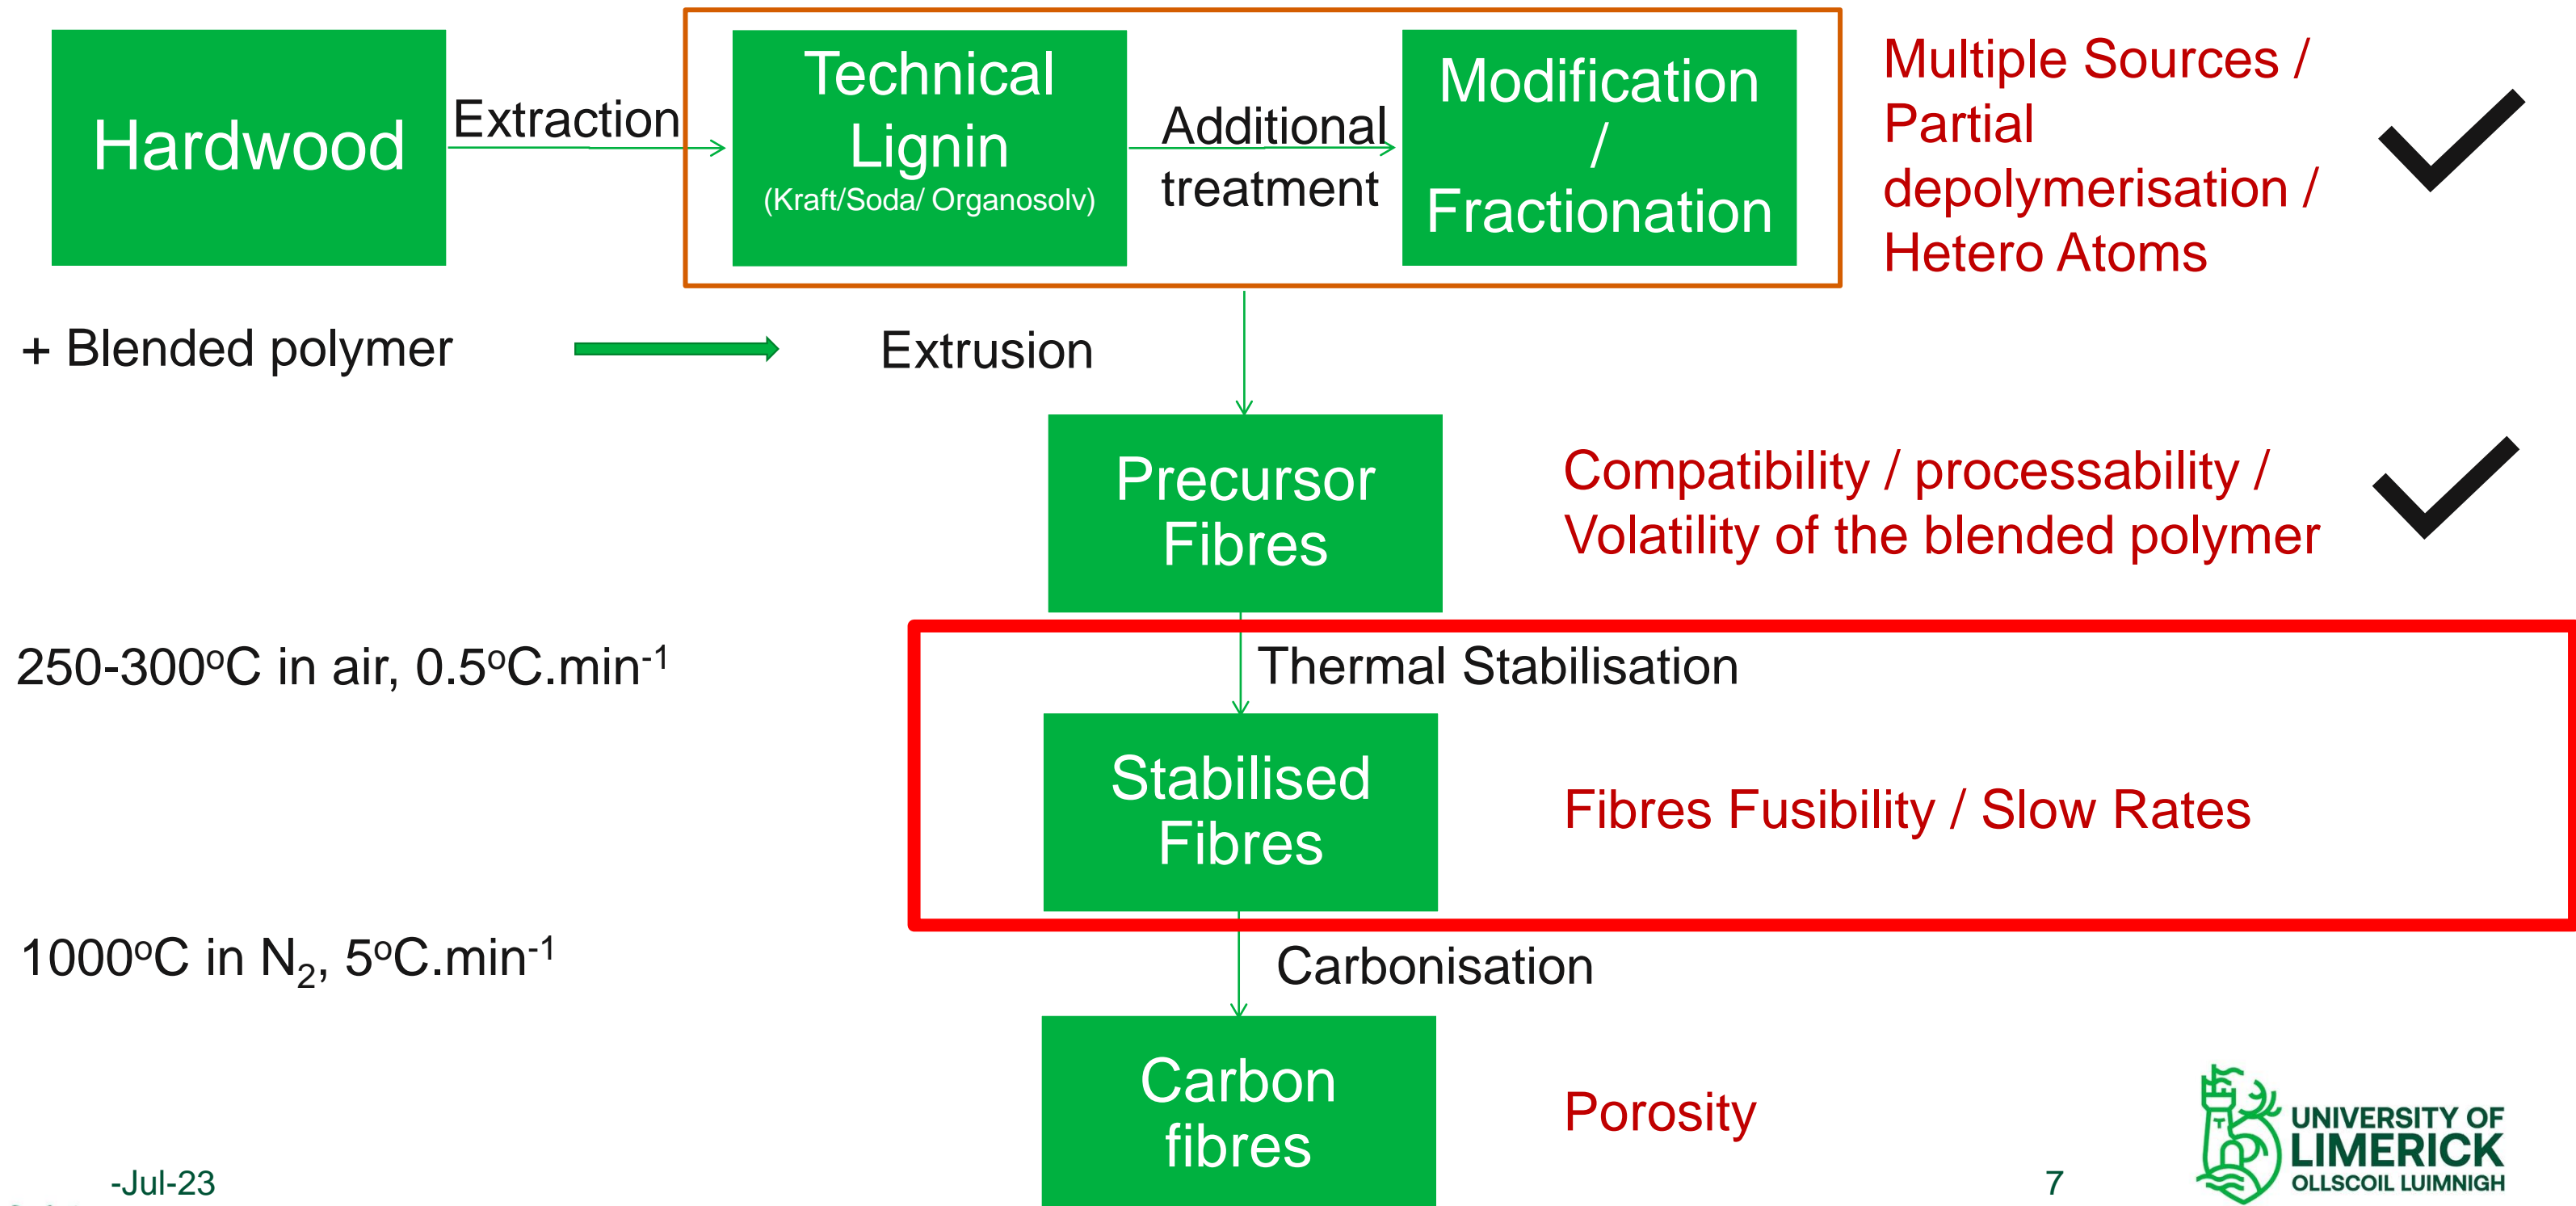 Hardwood
Extraction
Technical
Lignin
(Kraft/Soda/ Organosolv)
Additional
treatment
Modification
/
Fractionation
Multiple Sources /
Partial
depolymerisation /
Hetero Atoms
+ Blended polymer
Extrusion
Precursor
Fibres
Compatibility / processability /
Volatility of the blended polymer
250-300ºC in air, 0.5ºC.min⁻¹
Thermal Stabilisation
Stabilised
Fibres
Fibres Fusibility / Slow Rates
1000ºC in N₂, 5ºC.min⁻¹
Carbonisation
Carbon
fibres
Porosity
-Jul-23
7
UNIVERSITY OF
LIMERICK
OLLSCOIL LUIMNIGH